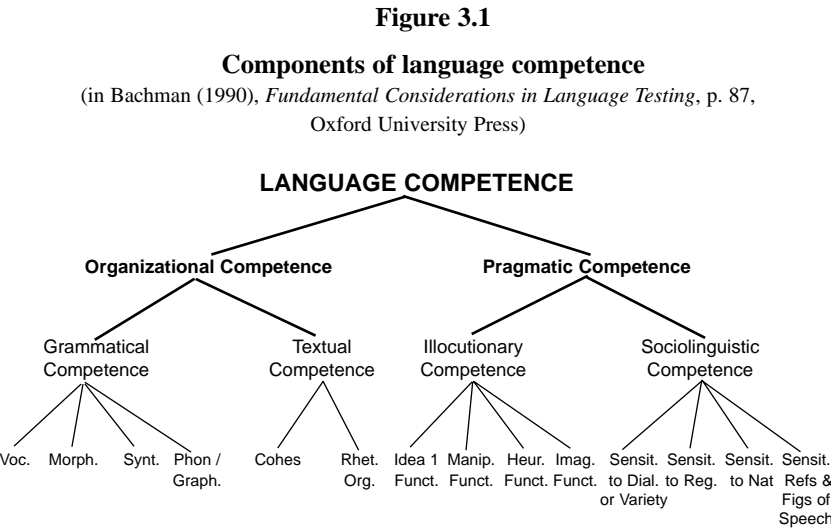 Figure 3.1
Components of language competence
(in Bachman (1990), Fundamental Considerations in Language Testing, p. 87,
Oxford University Press)
LANGUAGE COMPETENCE
Organizational Competence
Pragmatic Competence
Grammatical
Competence
Textual
Competence
Illocutionary
Competence
Sociolinguistic
Competence
Voc.
Morph.
Synt.
Phon /
Graph.
Cohes
Rhet.
Org.
Idea 1
Funct.
Manip.
Funct.
Heur.
Funct.
Imag.
Funct.
Sensit.
to Dial.
or Variety
Sensit.
to Reg.
Sensit.
to Nat
Sensit.
Refs &
Figs of
Speech